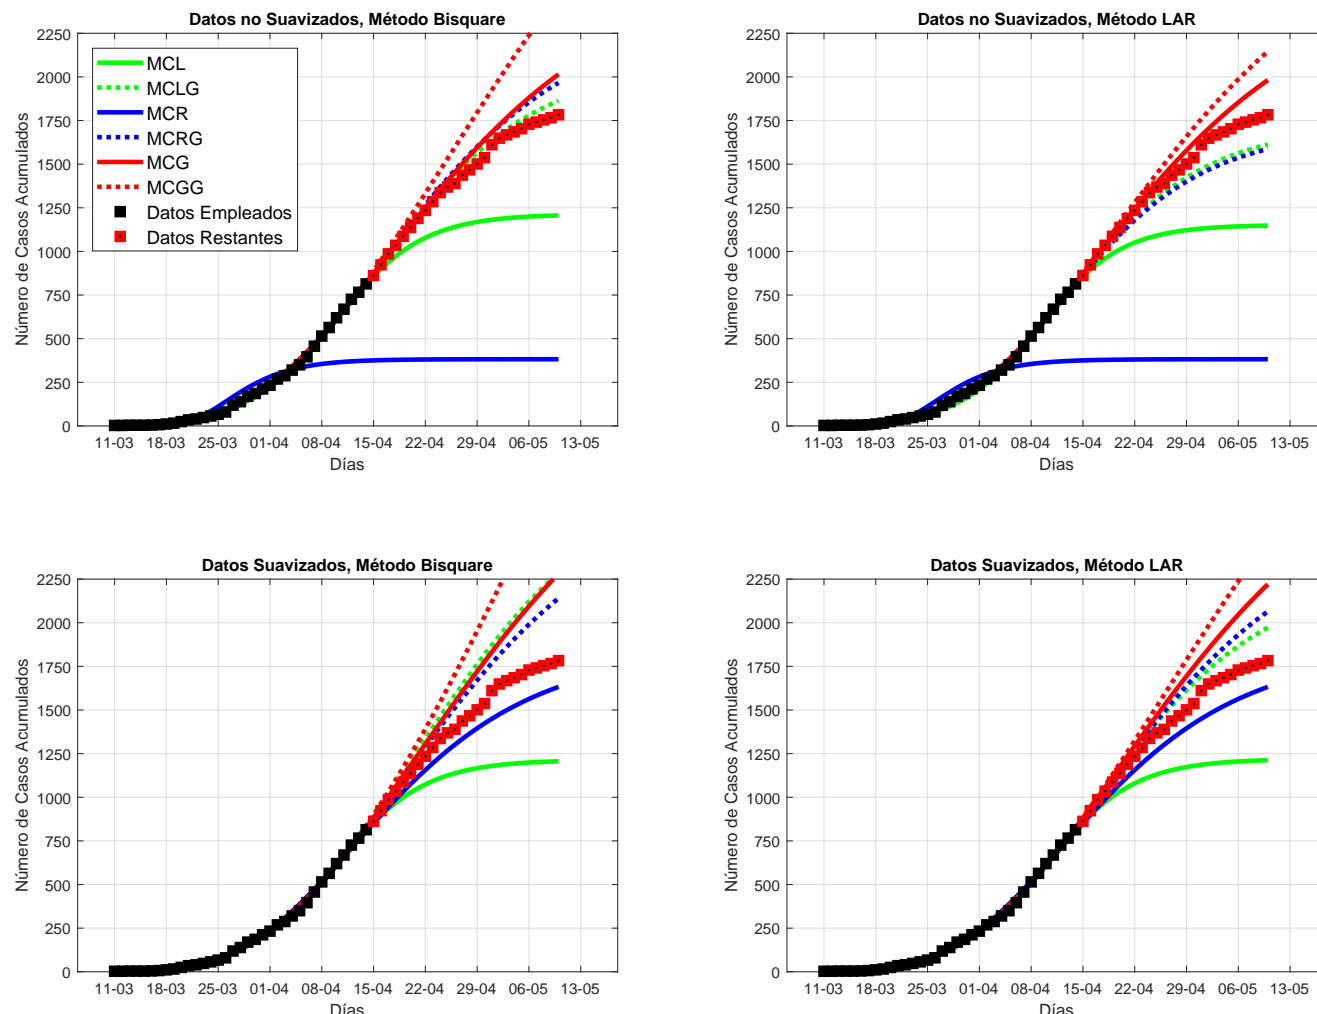 Datos no Suavizados, Método Bisquare
Número de Casos Acumulados
2250
2000
1750
1500
1250
1000
750
500
250
0
MCL
MCLG
MCR
MCRG
MCG
MCGG
Datos Empleados
Datos Restantes
11-03 18-03 25-03 01-04 08-04 15-04 22-04 29-04 06-05 13-05
Días
Datos no Suavizados, Método LAR
Número de Casos Acumulados
2250
2000
1750
1500
1250
1000
750
500
250
0
11-03 18-03 25-03 01-04 08-04 15-04 22-04 29-04 06-05 13-05
Días
Datos Suavizados, Método Bisquare
Número de Casos Acumulados
2250
2000
1750
1500
1250
1000
750
500
250
0
11-03 18-03 25-03 01-04 08-04 15-04 22-04 29-04 06-05 13-05
Días
Datos Suavizados, Método LAR
Número de Casos Acumulados
2250
2000
1750
1500
1250
1000
750
500
250
0
11-03 18-03 25-03 01-04 08-04 15-04 22-04 29-04 06-05 13-05
Días